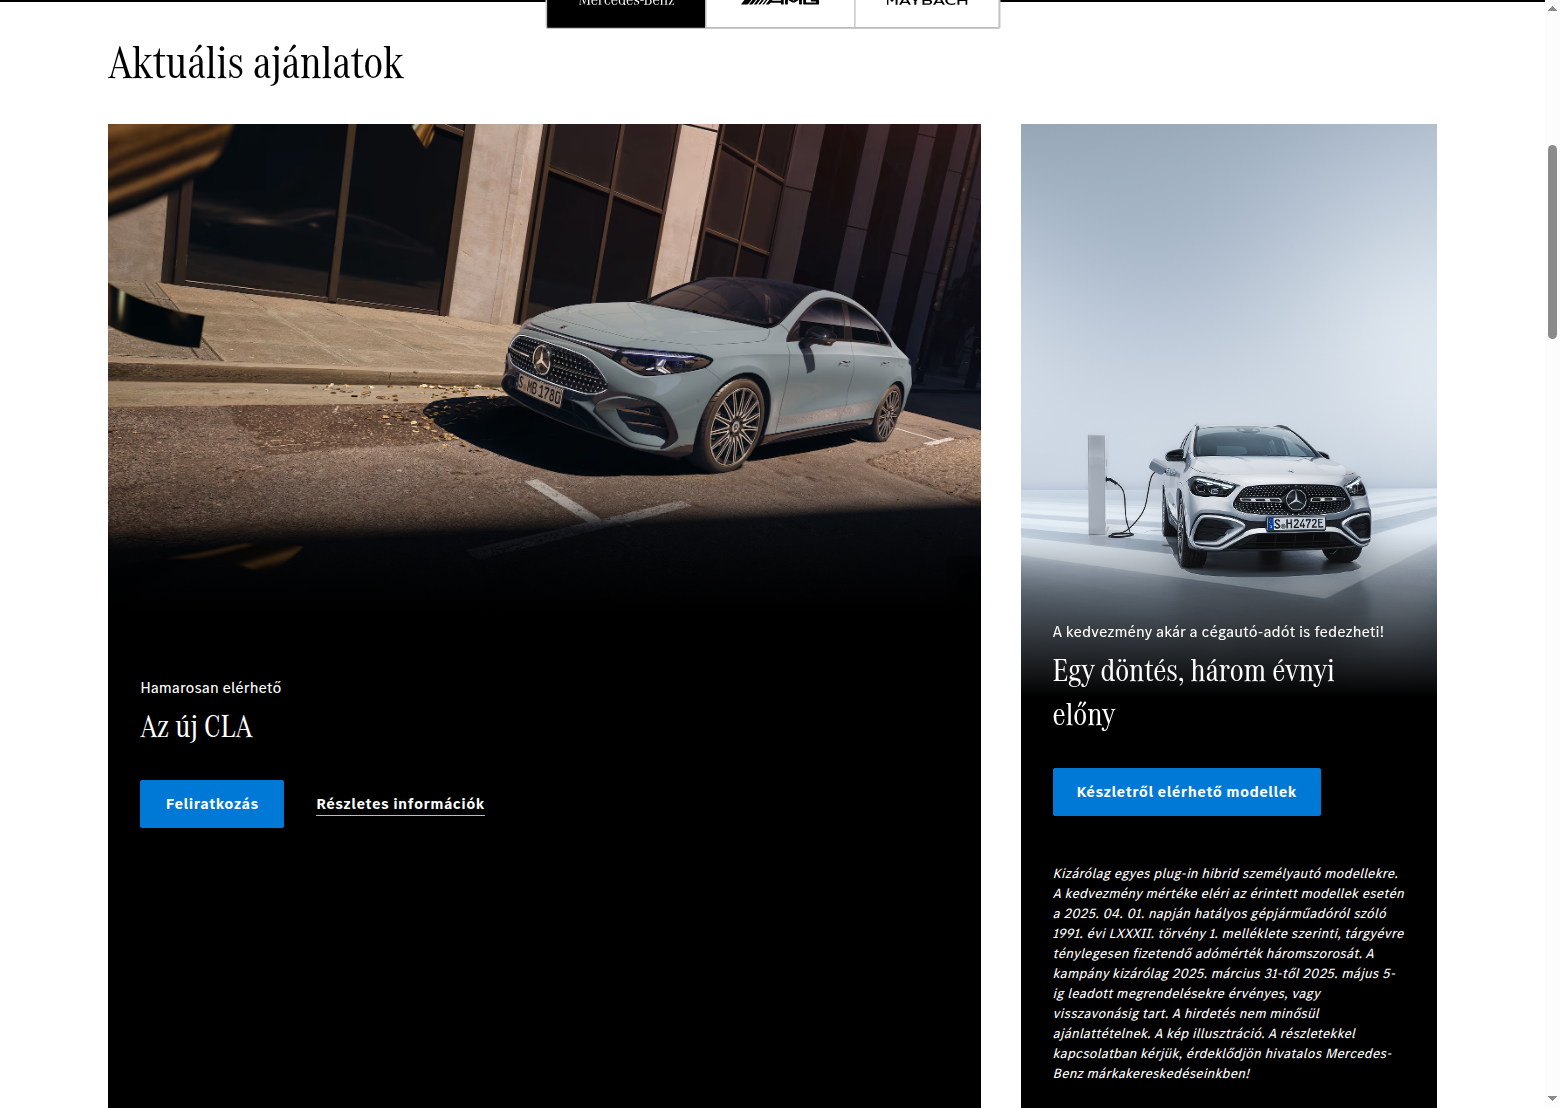 Mercedes-Benz
AMG
MAYBACH
Aktuális ajánlatok
S MB 1780
Hamarosan elérhető
Az új CLA
Feliratkozás
Részletes információk
S H2472E
A kedvezmény akár a cégautó-adót is fedezheti!
Egy döntés, három évnyi
előny
Készletről elérhető modellek
Kizárólag egyes plug-in hibrid személyautó modellekre.
A kedvezmény mértéke eléri az érintett modellek esetén
a 2025. 04. 01. napján hatályos gépjárműadóról szóló
1991. évi LXXXII. törvény 1. melléklete szerinti, tárgyévre
ténylegesen fizetendő adómérték háromszorosát. A
kampány kizárólag 2025. március 31-től 2025. május 5-
ig leadott megrendelésekre érvényes, vagy
visszavonásig tart. A hirdetés nem minősül
ajánlattételnek. A kép illusztráció. A részletekkel
kapcsolatban kérjük, érdeklődjön hivatalos Mercedes-
Benz márkakereskedéseinkben!